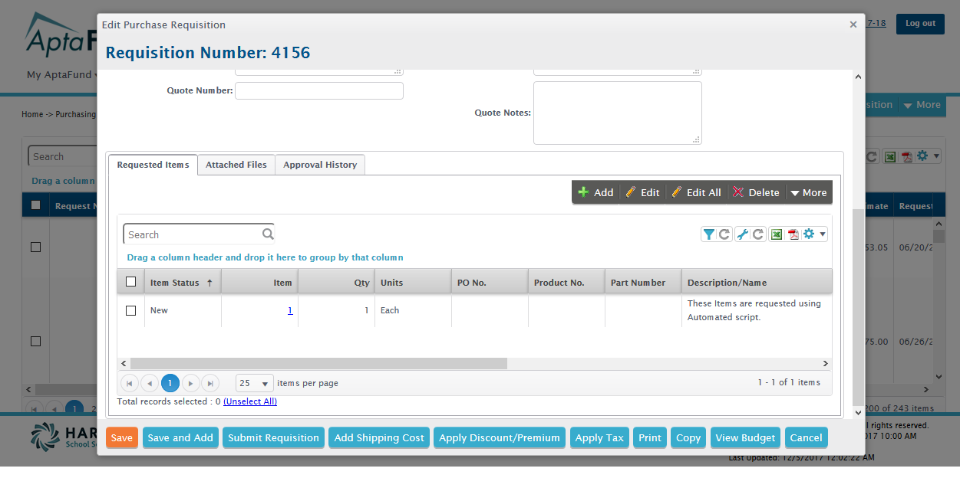 Edit Purchase Requisition
×
7-18
Log out
AptaF
Requisition Number: 4156
My AptaFund
Quote Number:
Quote Notes:
Home -> Purchasing
sition
More
Requested Items
Attached Files
Approval History
Search
Drag a column
Add
Edit
Edit All
Delete
More
Request N
mate
Request
Search
Drag a column header and drop it here to group by that column
53.05
06/20/2
Item Status ↑
Item
Qty
Units
PO No.
Product No.
Part Number
Description/Name
New
1
1
Each
These Items are requested using
Automated script.
75.00
06/26/2
1
25
items per page
1 - 1 of 1 items
Total records selected : 0 (Unselect All)
1
2
200 of 243 items
Save
Save and Add
Submit Requisition
Add Shipping Cost
Apply Discount/Premium
Apply Tax
Print
Copy
View Budget
Cancel
HAR
School S
l rights reserved.
017 10:00 AM
Last Updated: 12/5/2017 12:02:22 AM